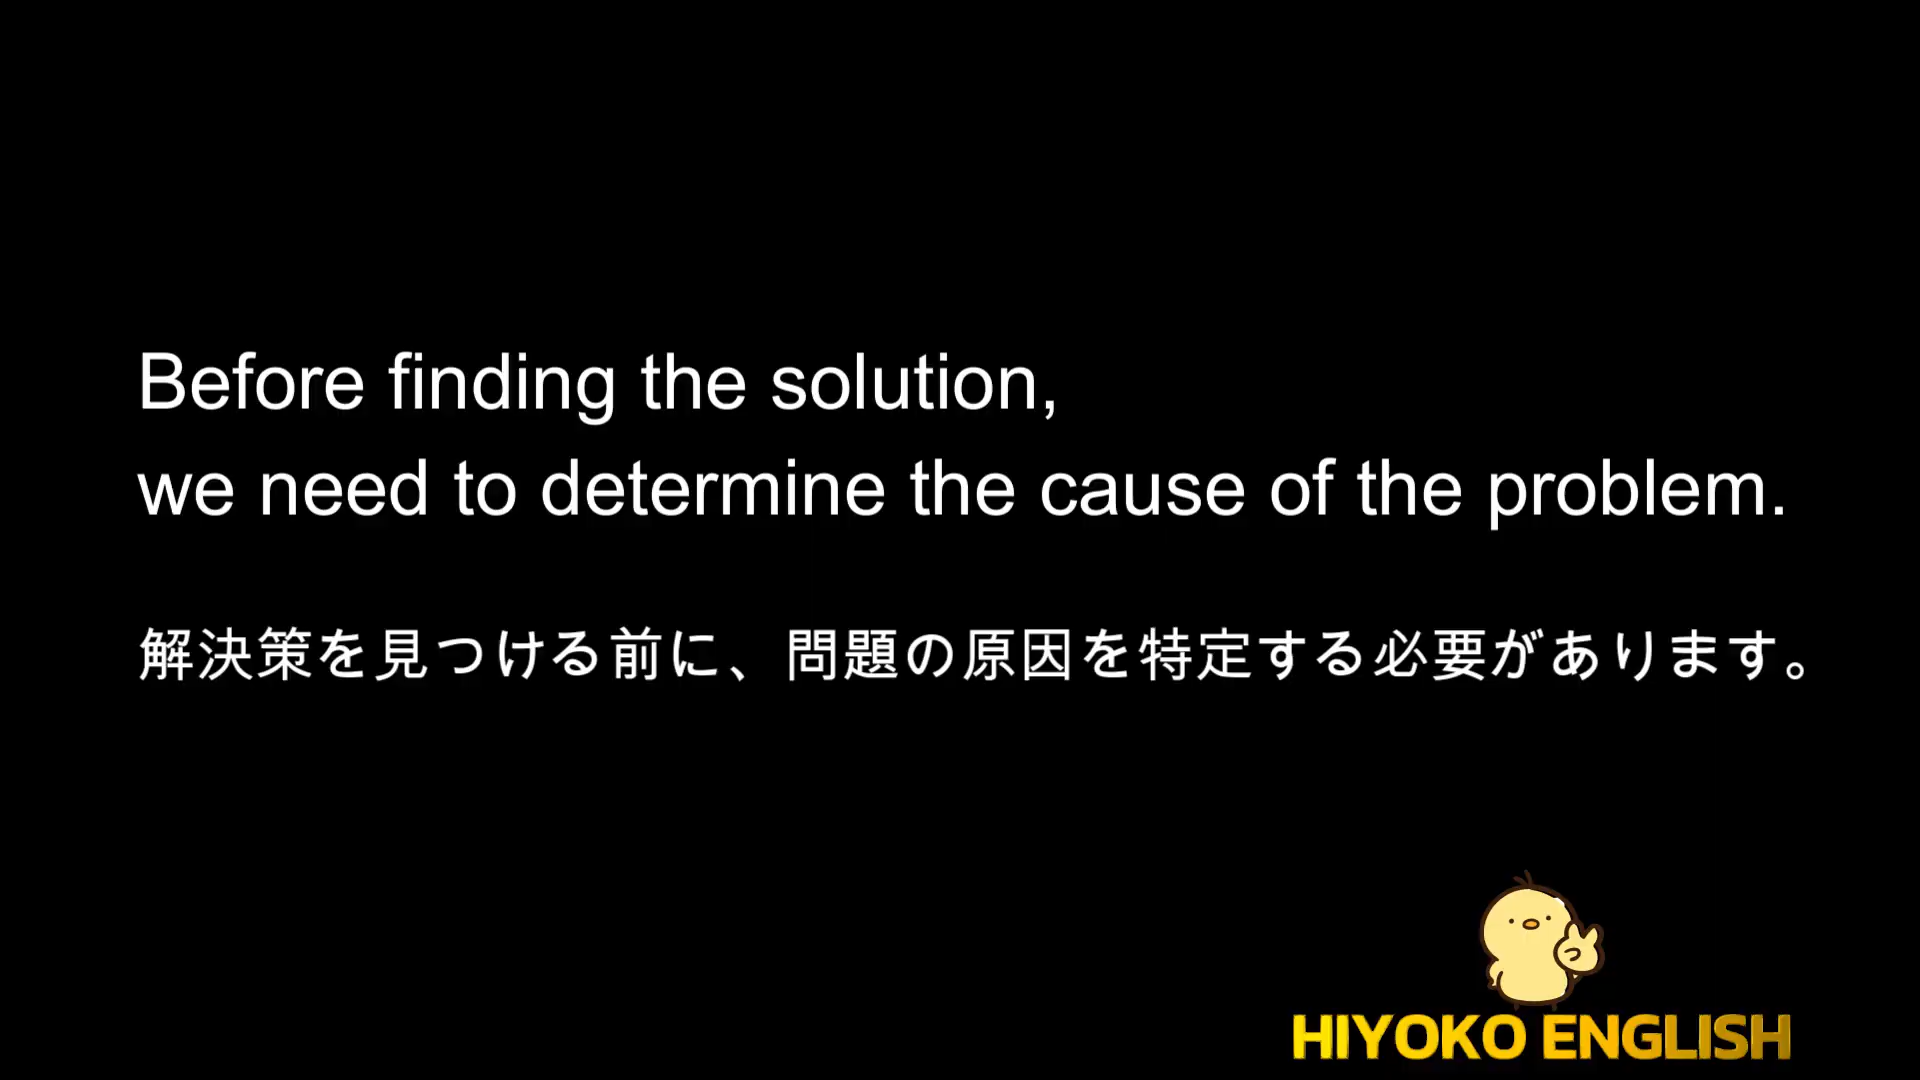 Before finding the solution,
we need to determine the cause of the problem.
解決策を見つける前に、問題の原因を特定する必要があります。
HIYOKO ENGLISH